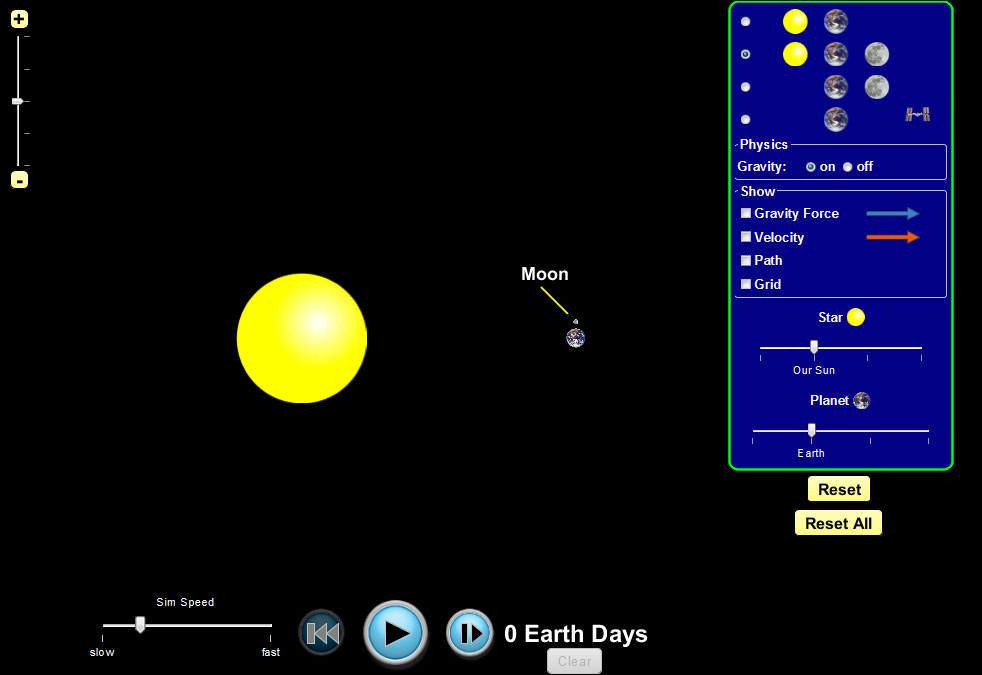 +
-
Moon
Physics
Gravity: on off
Show
Gravity Force
Velocity
Path
Grid
Star
Our Sun
Planet
Earth
Reset
Reset All
Sim Speed
slow fast
0 Earth Days
Clear